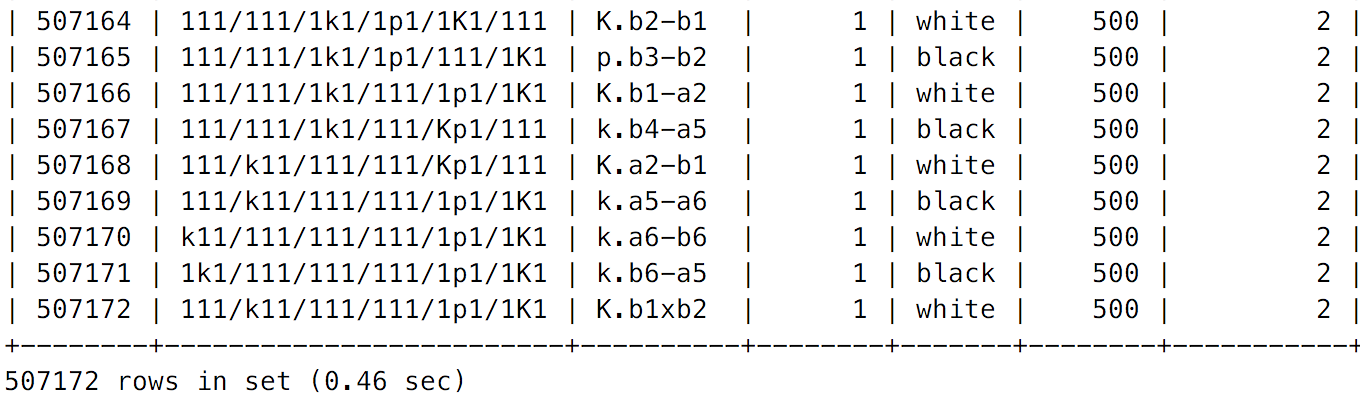 | 507164 | 111/111/1k1/1p1/1K1/111 | K.b2-b1  |      1 | white |    500 |         2 |
| 507165 | 111/111/1k1/1p1/111/1K1 | p.b3-b2  |      1 | black |    500 |         2 |
| 507166 | 111/111/1k1/111/1p1/1K1 | K.b1-a2  |      1 | white |    500 |         2 |
| 507167 | 111/111/1k1/111/Kp1/111 | k.b4-a5  |      1 | black |    500 |         2 |
| 507168 | 111/k11/111/111/Kp1/111 | K.a2-b1  |      1 | white |    500 |         2 |
| 507169 | 111/k11/111/111/1p1/1K1 | k.a5-a6  |      1 | black |    500 |         2 |
| 507170 | k11/111/111/111/1p1/1K1 | k.a6-b6  |      1 | white |    500 |         2 |
| 507171 | 1k1/111/111/111/1p1/1K1 | k.b6-a5  |      1 | black |    500 |         2 |
| 507172 | 111/k11/111/111/1p1/1K1 | K.b1xb2  |      1 | white |    500 |         2 |
+--------+-------------------------+----------+--------+-------+--------+-----------+
507172 rows in set (0.46 sec)